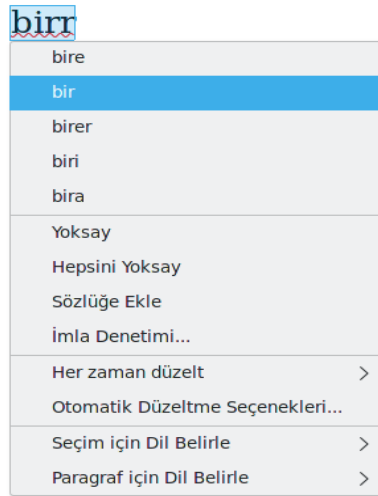 birr
bire
bir
birer
biri
bira
Yoksay
Hepsini Yoksay
Sözlüğe Ekle
İmla Denetimi...
Her zaman düzelt
Otomatik Düzeltme Seçenekleri...
Seçim için Dil Belirle
Paragraf için Dil Belirle